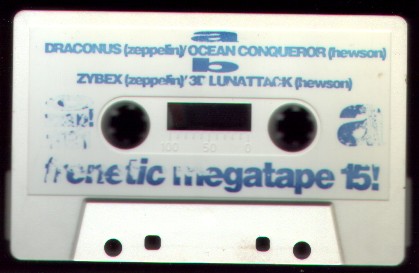 a
DRACONUS (zeppelin)/ OCEAN CONQUEROR (hewson)
b
ZYBEX (zeppelin)/ 3D LUNATTACK (hewson)
a
100 50 0
frenetic megatape 15!